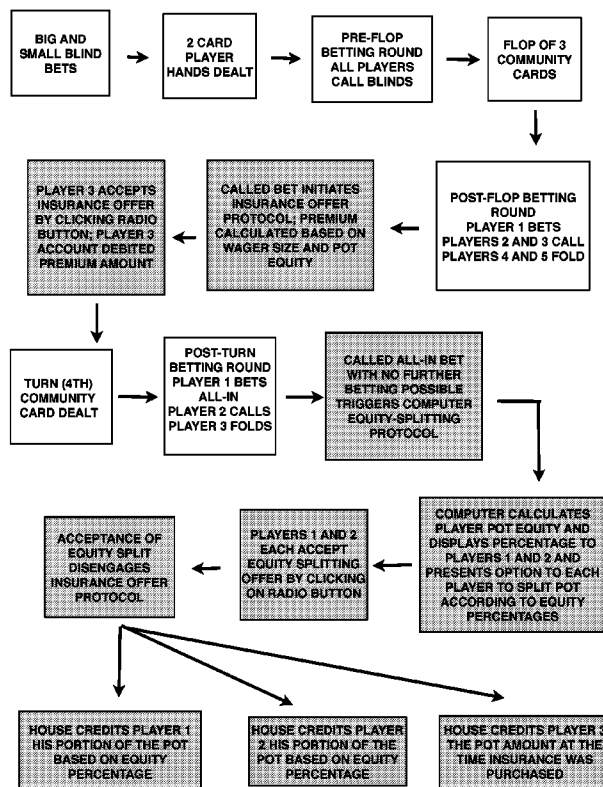 BIG AND
SMALL BLIND
BETS
2 CARD
PLAYER
HANDS DEALT
PRE-FLOP
BETTING ROUND
ALL PLAYERS
CALL BLINDS
FLOP OF 3
COMMUNITY
CARDS
POST-FLOP BETTING
ROUND
PLAYER 1 BETS
PLAYERS 2 AND 3 CALL
PLAYERS 4 AND 5 FOLD
CALLED BET INITIATES
INSURANCE OFFER
PROTOCOL; PREMIUM
CALCULATED BASED ON
WAGER SIZE AND POT
EQUITY
PLAYER 3 ACCEPTS
INSURANCE OFFER
BY CLICKING RADIO
BUTTON; PLAYER 3
ACCOUNT DEBITED
PREMIUM AMOUNT
TURN (4TH)
COMMUNITY
CARD DEALT
POST-TURN
BETTING ROUND
PLAYER 1 BETS
ALL-IN
PLAYER 2 CALLS
PLAYER 3 FOLDS
CALLED ALL-IN BET
WITH NO FURTHER
BETTING POSSIBLE
TRIGGERS COMPUTER
EQUITY-SPLITTING
PROTOCOL
COMPUTER CALCULATES
PLAYER POT EQUITY AND
DISPLAYS PERCENTAGE TO
PLAYERS 1 AND 2 AND
PRESENTS OPTION TO EACH
PLAYER TO SPLIT POT
ACCORDING TO EQUITY
PERCENTAGES
PLAYERS 1 AND 2
EACH ACCEPT
EQUITY SPLITTING
OFFER BY CLICKING
ON RADIO BUTTON
ACCEPTANCE OF
EQUITY SPLIT
DISENGAGES
INSURANCE OFFER
PROTOCOL
HOUSE CREDITS PLAYER 1
HIS PORTION OF THE POT
BASED ON EQUITY
PERCENTAGE
HOUSE CREDITS PLAYER
2 HIS PORTION OF THE
POT BASED ON EQUITY
PERCENTAGE
HOUSE CREDITS PLAYER 3
THE POT AMOUNT AT THE
TIME INSURANCE WAS
PURCHASED